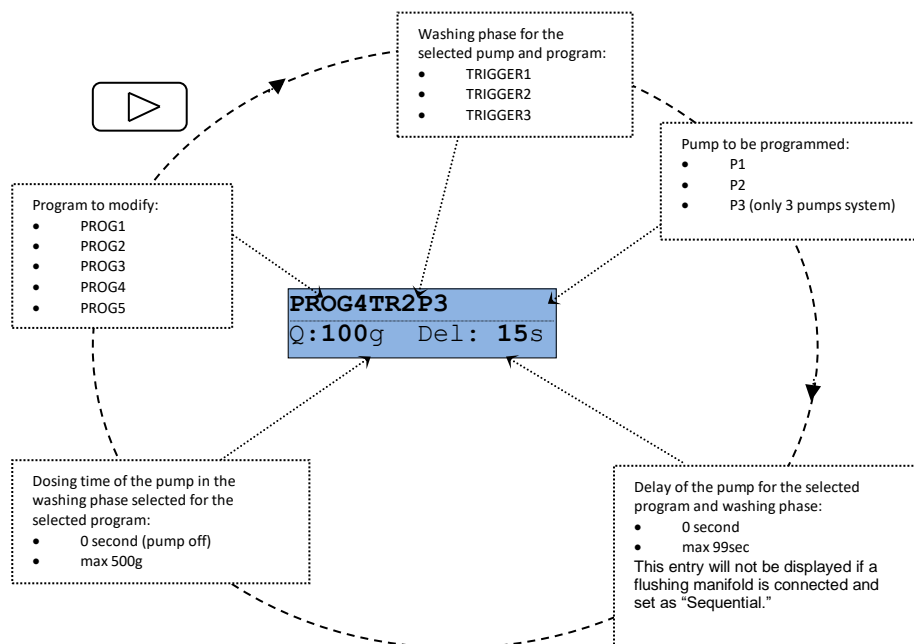 Washing phase for the
selected pump and program:
• TRIGGER1
• TRIGGER2
• TRIGGER3
Pump to be programmed:
• P1
• P2
• P3 (only 3 pumps system)
Program to modify:
• PROG1
• PROG2
• PROG3
• PROG4
• PROG5
PROG4TR2P3
Q:100g Del: 15s
Dosing time of the pump in the
washing phase selected for the
selected program:
• 0 second (pump off)
• max 500g
Delay of the pump for the selected
program and washing phase:
• 0 second
• max 99sec
This entry will not be displayed if a
flushing manifold is connected and
set as “Sequential.”